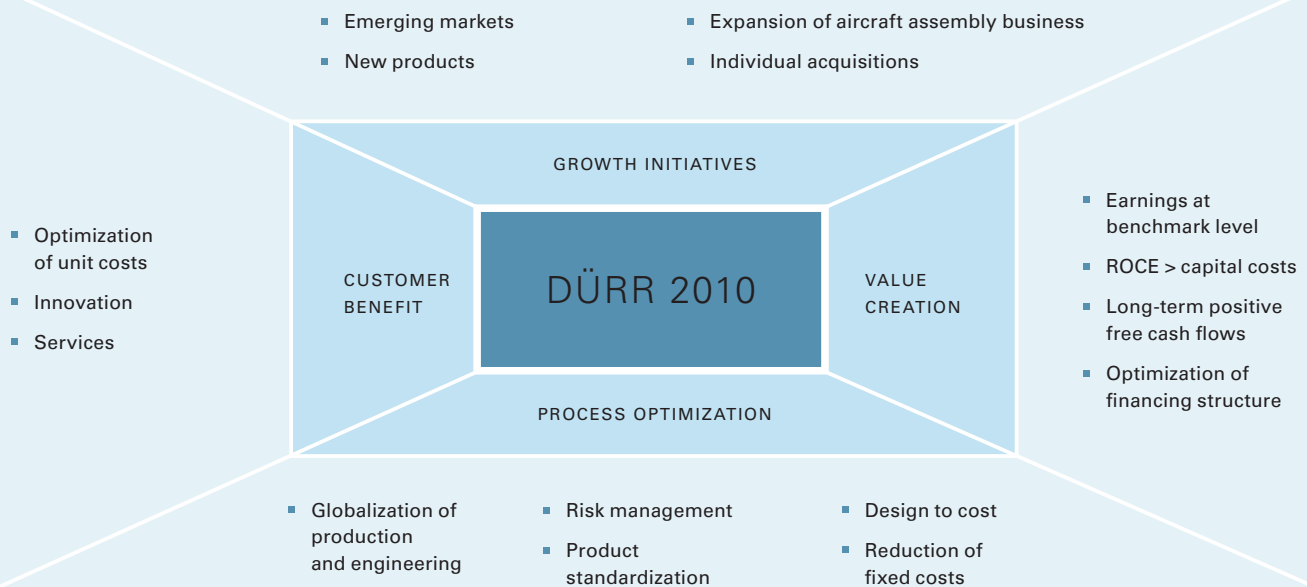 Emerging markets
New products
Expansion of aircraft assembly business
Individual acquisitions
GROWTH INITIATIVES
Optimization
of unit costs
Innovation
Services
CUSTOMER
BENEFIT
DÜRR 2010
VALUE
CREATION
Earnings at
benchmark level
ROCE > capital costs
Long-term positive
free cash flows
Optimization of
financing structure
PROCESS OPTIMIZATION
Globalization of
production
and engineering
Risk management
Product
standardization
Design to cost
Reduction of
fixed costs